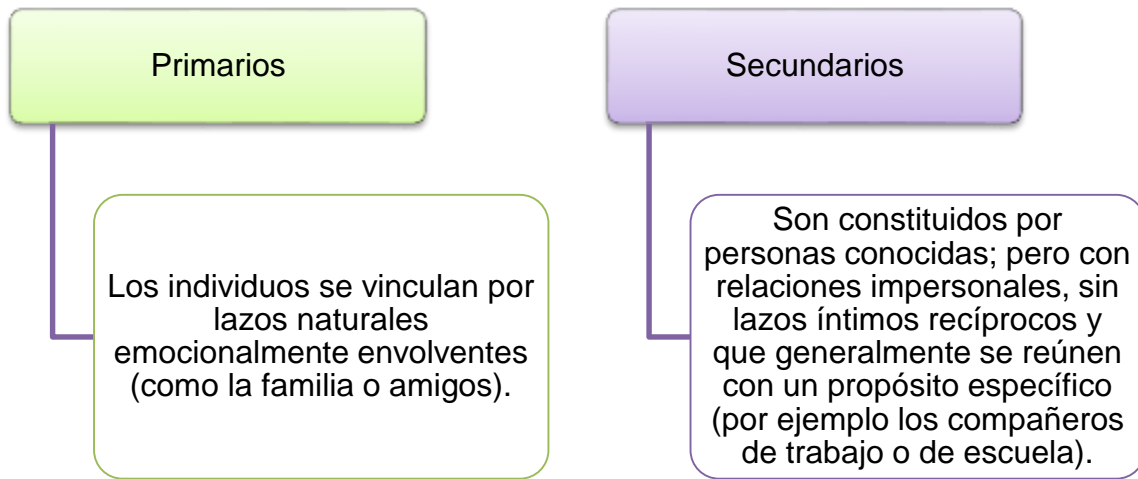 Primarios
Los individuos se vinculan por
lazos naturales
emocionalmente envolventes
(como la familia o amigos).
Secundarios
Son constituidos por
personas conocidas; pero con
relaciones impersonales, sin
lazos íntimos recíprocos y
que generalmente se reúnen
con un propósito específico
(por ejemplo los compañeros
de trabajo o de escuela).